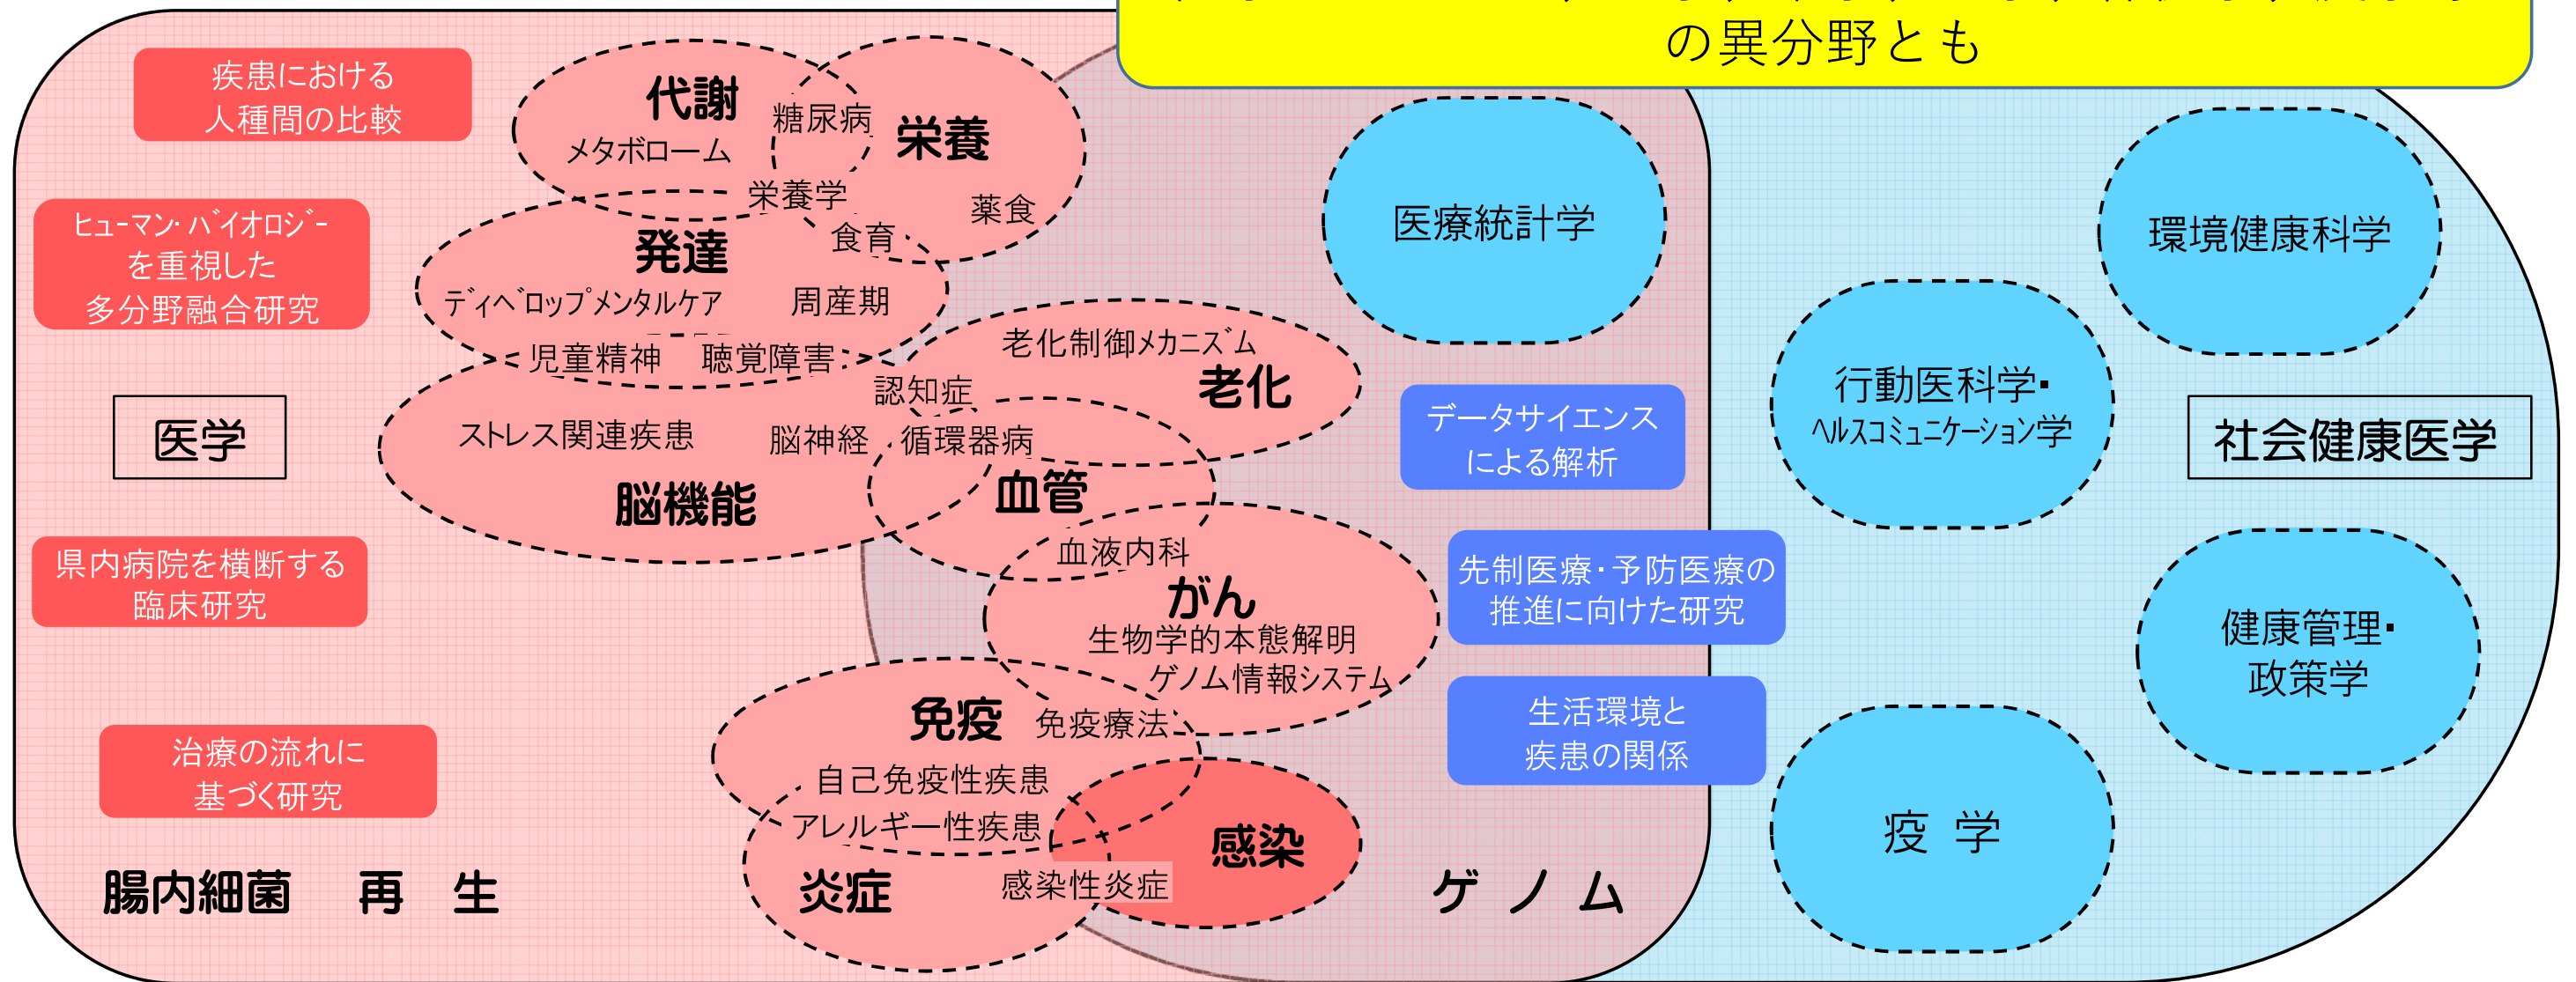 の異分野とも
疾患における
人種間の比較
代謝
メタボローム
糖尿病
栄養
栄養学
薬食
食育
ヒューマン・バイオロジー
を重視した
多分野融合研究
発達
ディベロップメンタルケア
周産期
児童精神
聴覚障害
医療統計学
環境健康科学
老化制御メカニズム
老化
認知症
医学
ストレス関連疾患
脳神経
循環器病
脳機能
血管
データサイエンス
による解析
行動医科学・
ヘルスコミュニケーション学
社会健康医学
県内病院を横断する
臨床研究
血液内科
がん
生物学的本態解明
ゲノム情報システム
先制医療・予防医療の
推進に向けた研究
健康管理・
政策学
免疫
免疫療法
生活環境と
疾患の関係
治療の流れに
基づく研究
自己免疫性疾患
アレルギー性疾患
感染
疫 学
腸内細菌
再 生
炎症
感染性炎症
ゲ ノ ム